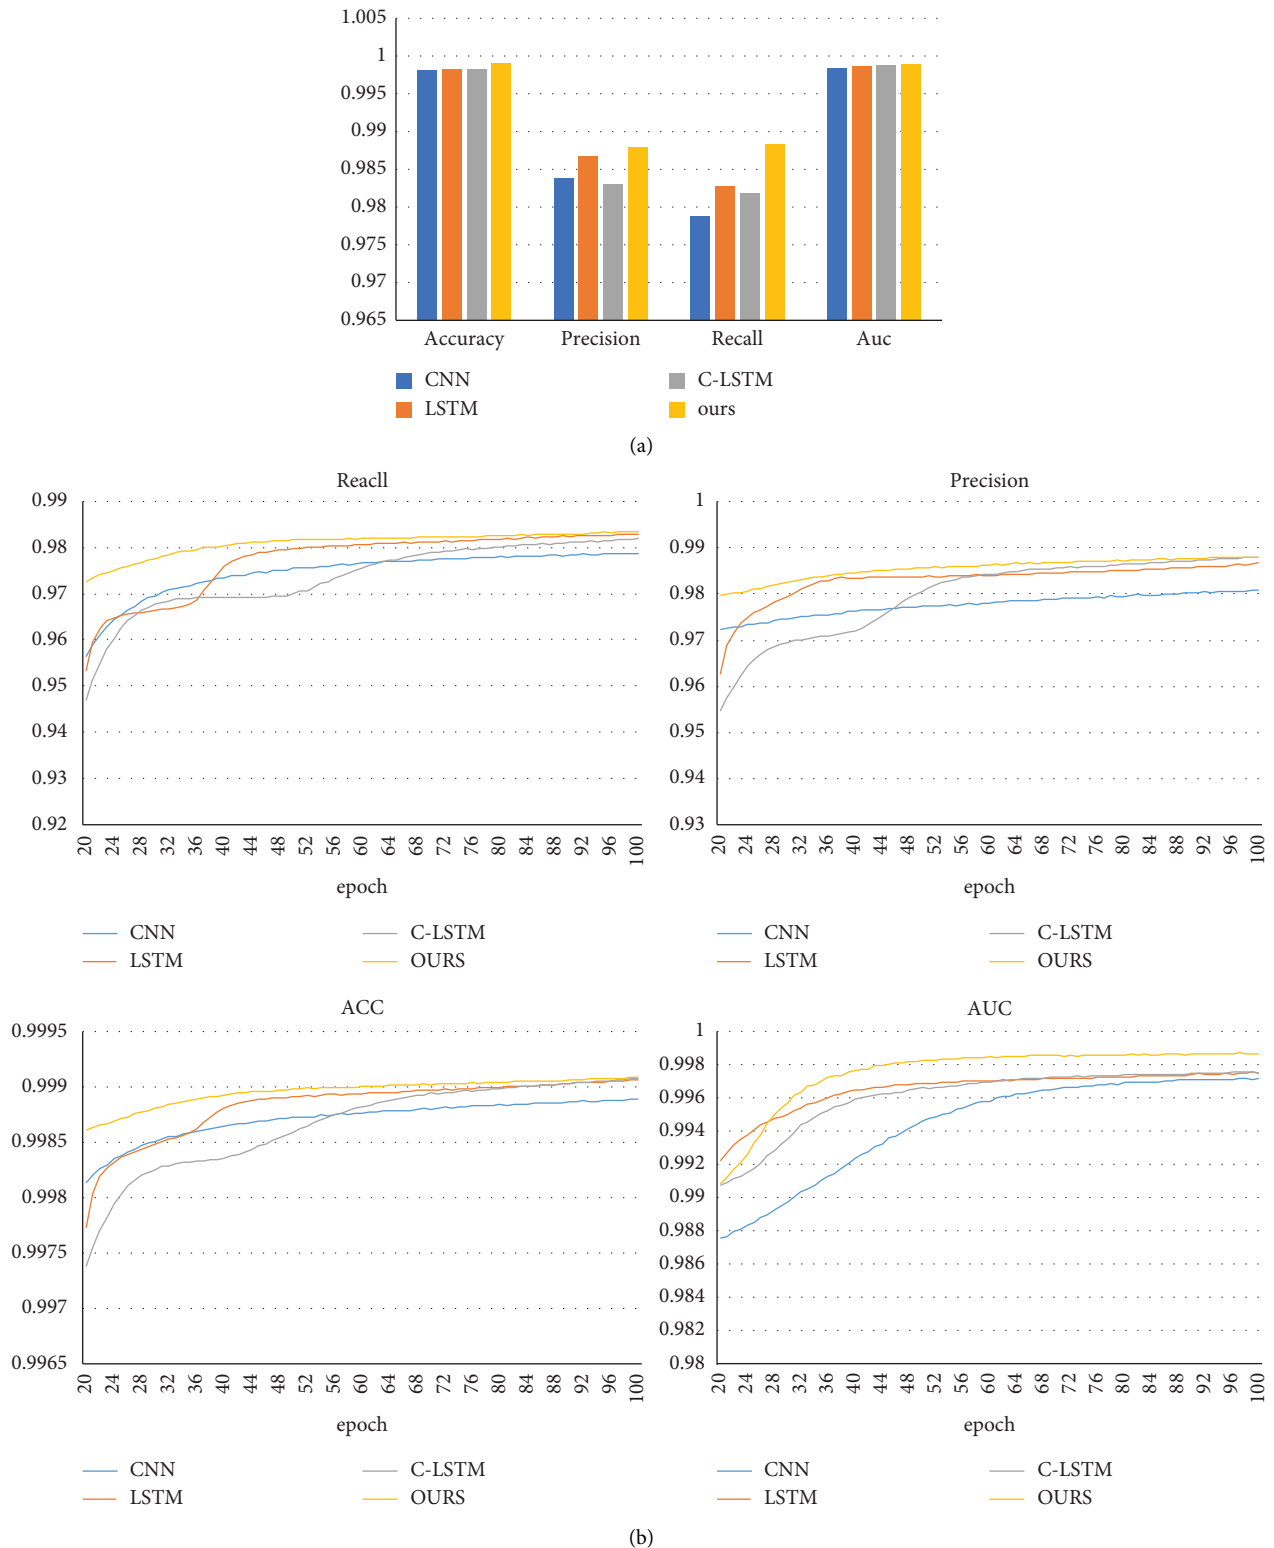 1.005
1
0.995
0.99
0.985
0.98
0.975
0.97
0.965
Accuracy Precision Recall Auc
CNN C-LSTM
LSTM ours
(a)
Reacll
0.99
0.98
0.97
0.96
0.95
0.94
0.93
0.92
20 24 28 32 36 40 44 48 52 56 60 64 68 72 76 80 84 88 92 96 100
epoch
CNN C-LSTM
LSTM OURS
Precision
1
0.99
0.98
0.97
0.96
0.95
0.94
0.93
20 24 28 32 36 40 44 48 52 56 60 64 68 72 76 80 84 88 92 96 100
epoch
CNN C-LSTM
LSTM OURS
ACC
0.9995
0.999
0.9985
0.998
0.9975
0.997
0.9965
20 24 28 32 36 40 44 48 52 56 60 64 68 72 76 80 84 88 92 96 100
epoch
CNN C-LSTM
LSTM OURS
AUC
1
0.998
0.996
0.994
0.992
0.99
0.988
0.986
0.984
0.982
0.98
20 24 28 32 36 40 44 48 52 56 60 64 68 72 76 80 84 88 92 96 100
epoch
CNN C-LSTM
LSTM OURS
(b)